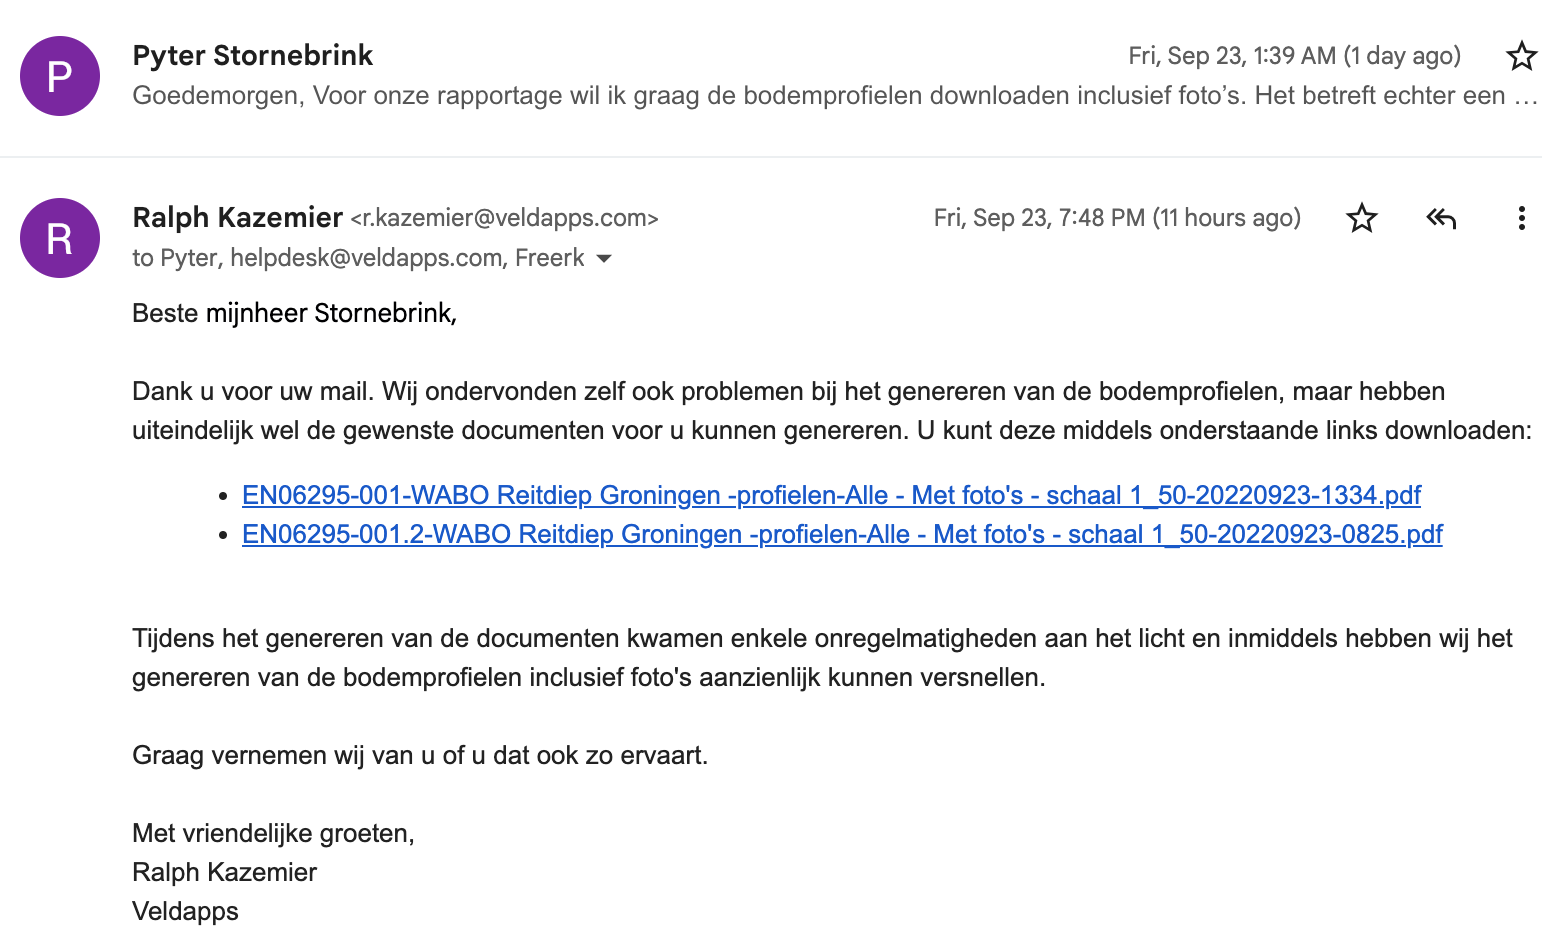 P
Pyter Stornebrink
Fri, Sep 23, 1:39 AM (1 day ago)
Goedemorgen, Voor onze rapportage wil ik graag de bodemprofielen downloaden inclusief foto’s. Het betreft echter een …
R
Ralph Kazemier <r.kazemier@veldapps.com>
Fri, Sep 23, 7:48 PM (11 hours ago)
to Pyter, helpdesk@veldapps.com, Freerk
Beste mijnheer Stornebrink,
Dank u voor uw mail. Wij ondervonden zelf ook problemen bij het genereren van de bodemprofielen, maar hebben
uiteindelijk wel de gewenste documenten voor u kunnen genereren. U kunt deze middels onderstaande links downloaden:
• EN06295-001-WABO Reitdiep Groningen -profielen-Alle - Met foto's - schaal 1_50-20220923-1334.pdf
• EN06295-001.2-WABO Reitdiep Groningen -profielen-Alle - Met foto's - schaal 1_50-20220923-0825.pdf
Tijdens het genereren van de documenten kwamen enkele onregelmatigheden aan het licht en inmiddels hebben wij het
genereren van de bodemprofielen inclusief foto's aanzienlijk kunnen versnellen.
Graag vernemen wij van u of u dat ook zo ervaart.
Met vriendelijke groeten,
Ralph Kazemier
Veldapps